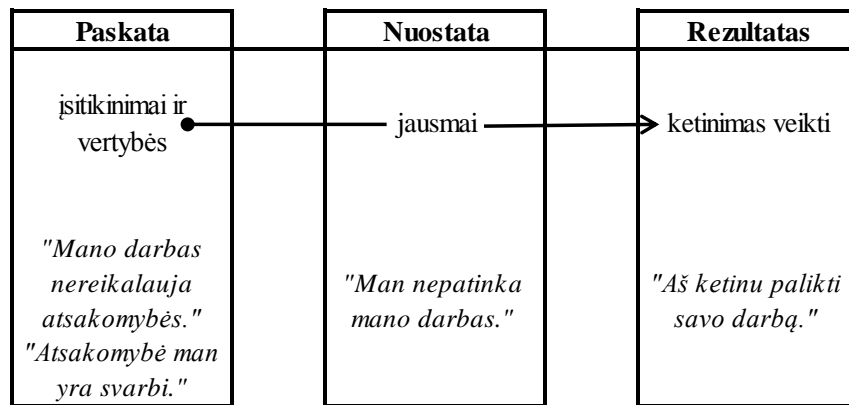 Paskata
Nuostata
Rezultatas
įsitikinimai ir
vertybės
jausmai
ketinimas veikti
"Mano darbas
nereikalauja
atsakomybės."
"Atsakomybė man
yra svarbi."
"Man nepatinka
mano darbas."
"Aš ketinu palikti
savo darbą."